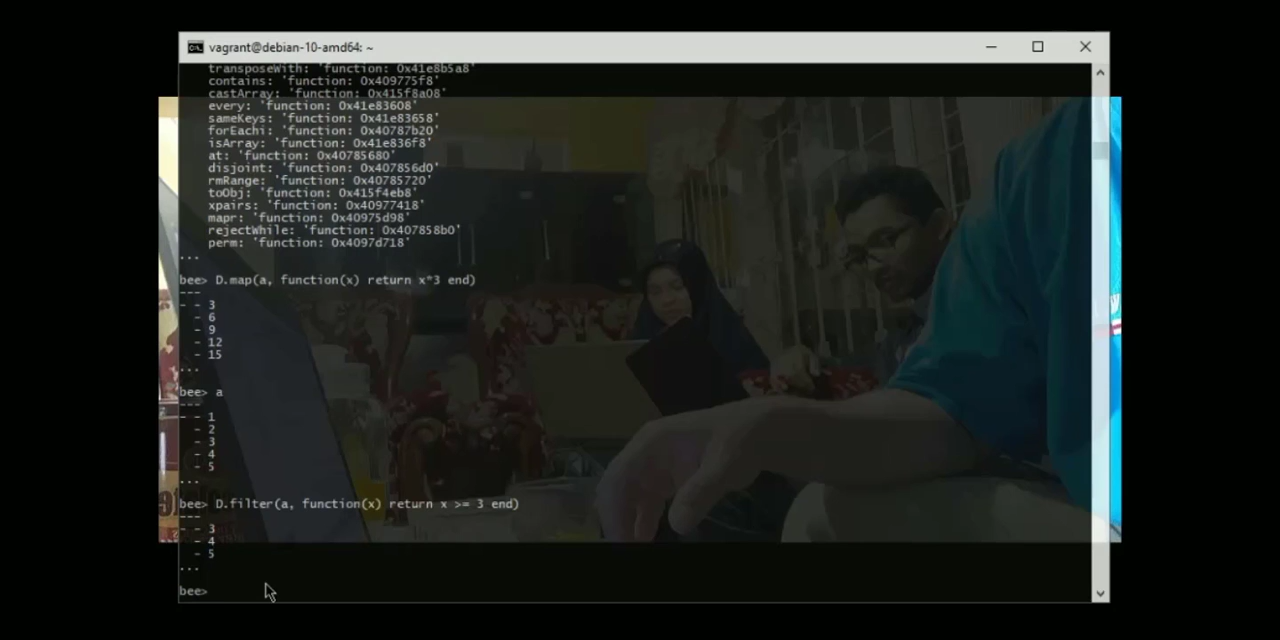 vagrant@debian-10-amd64: ~
transposeWith: 'function: 0x41e8b5a8'
contains: 'function: 0x409775f8'
castArray: 'function: 0x415f8a08'
every: 'function: 0x41e83608'
sameKeys: 'function: 0x41e83658'
forEachi: 'function: 0x40787b20'
isArray: 'function: 0x41e836f8'
at: 'function: 0x40785680'
disjoint: 'function: 0x407856d0'
rmRange: 'function: 0x40785720'
toObj: 'function: 0x415f4eb8'
xpairs: 'function: 0x40977418'
mapr: 'function: 0x40975d98'
rejectWhile: 'function: 0x407858b0'
perm: 'function: 0x4097d718'
...
bee> D.map(a, function(x) return x*3 end)
---
- - 3
- 6
- 9
- 12
- 15
...
bee> a
---
- - 1
- 2
- 3
- 4
- 5
...
bee> D.filter(a, function(x) return x >= 3 end)
---
- - 3
- 4
- 5
...
bee>